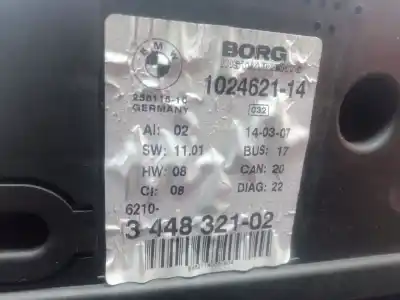 BMW
BORG
1024621-14
032
GERMANY
AI: 02
14-03-07
SW: 11.01
BUS: 17
HW: 08
CAN: 20
CI: 08
DIAG: 22
6210-
3 448 321-02